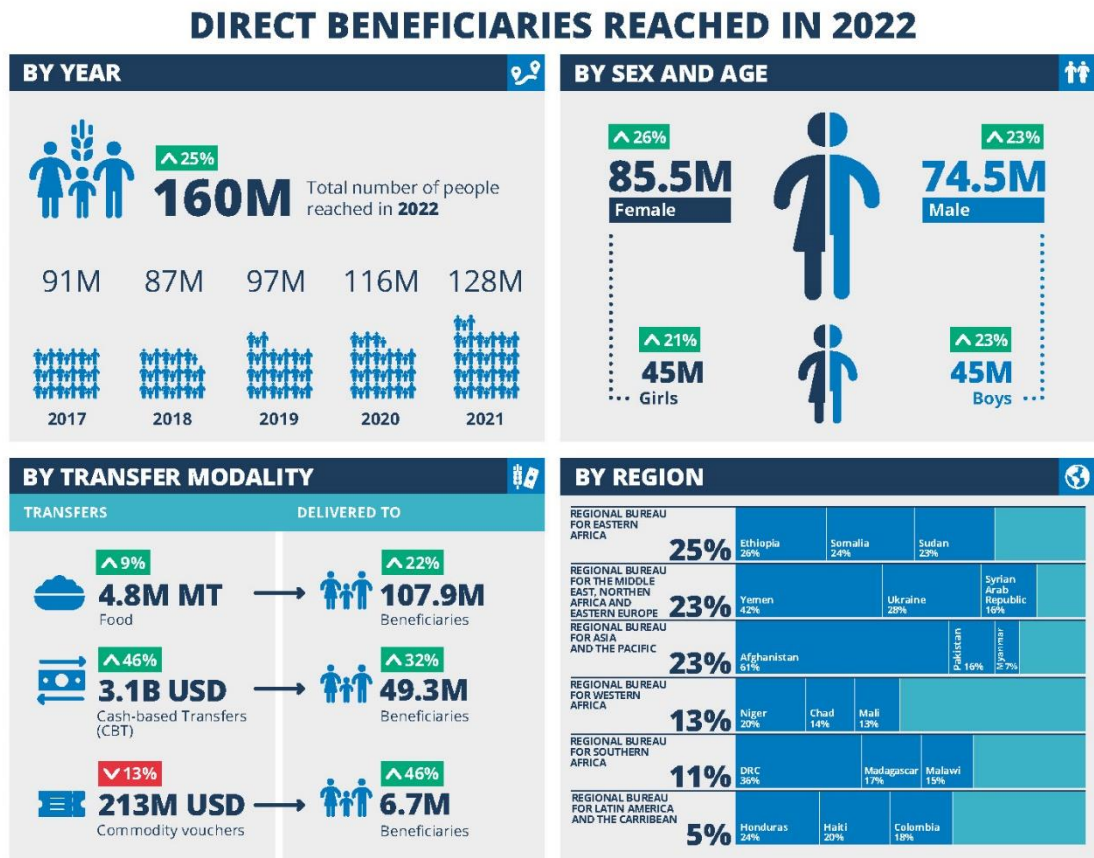 DIRECT BENEFICIARIES REACHED IN 2022
BY YEAR
25%
160M
Total number of people
reached in 2022
91M 87M 97M 116M 128M
2017 2018 2019 2020 2021
BY SEX AND AGE
26%
85.5M
Female
23%
74.5M
Male
21%
45M
Girls
23%
45M
Boys
BY TRANSFER MODALITY
TRANSFERS DELIVERED TO
9%
4.8M MT
Food
22%
107.9M
Beneficiaries
46%
3.1B USD
Cash-based Transfers
(CBT)
32%
49.3M
Beneficiaries
13%
213M USD
Commodity vouchers
46%
6.7M
Beneficiaries
BY REGION
REGIONAL BUREAU
FOR EASTERN
AFRICA
25%
Ethiopia
26%
Somalia
24%
Sudan
23%
REGIONAL BUREAU
FOR THE MIDDLE
EAST, NORTHEN
AFRICA AND
EASTERN EUROPE
23%
Yemen
42%
Ukraine
28%
Syrian
Arab
Republic
16%
REGIONAL BUREAU
FOR ASIA
AND THE PACIFIC
23%
Afghanistan
61%
Pakistan
16%
Myanmar
7%
REGIONAL BUREAU
FOR WESTERN
AFRICA
13%
Niger
20%
Chad
14%
Mali
13%
REGIONAL BUREAU
FOR SOUTHERN
AFRICA
11%
DRC
36%
Madagascar
17%
Malawi
15%
REGIONAL BUREAU
FOR LATIN AMERICA
AND THE CARRIBEAN
5%
Honduras
24%
Haiti
20%
Colombia
18%